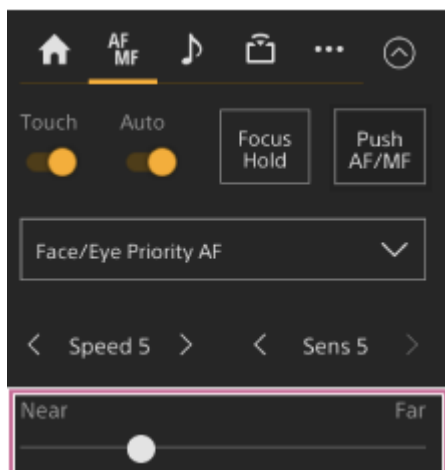 AF
MF
Touch
Auto
Focus
Hold
Push
AF/MF
Face/Eye Priority AF
Speed 5
Sens 5
Near
Far